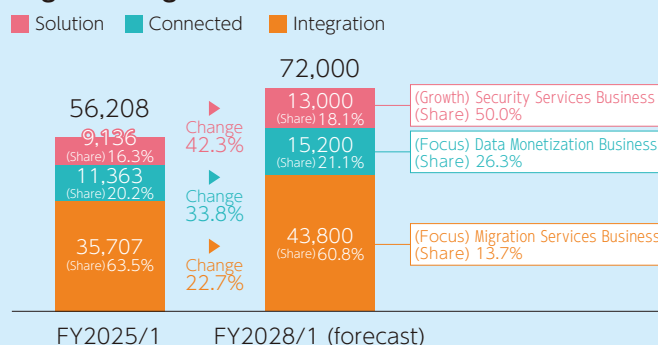 Solution Connected Integration
72,000
56,208
9,136
(Share) 16.3%
11,363
(Share) 20.2%
35,707
(Share) 63.5%
Change
42.3%
Change
33.8%
Change
22.7%
13,000
(Share) 18.1%
15,200
(Share) 21.1%
43,800
(Share) 60.8%
(Growth) Security Services Business
(Share) 50.0%
(Focus) Data Monetization Business
(Share) 26.3%
(Focus) Migration Services Business
(Share) 13.7%
FY2025/1 FY2028/1 (forecast)